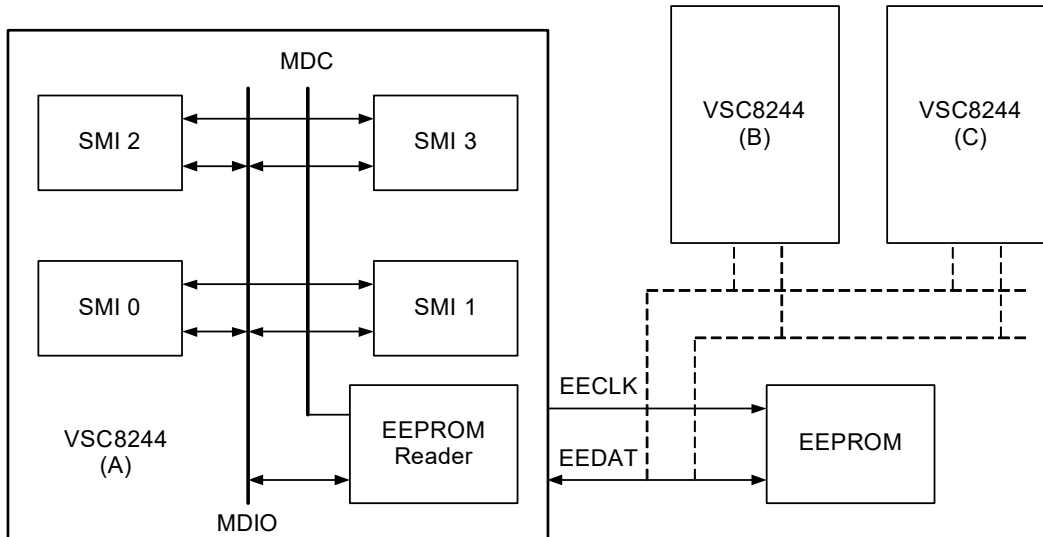 MDC
SMI 2
SMI 3
VSC8244
(B)
VSC8244
(C)
SMI 0
SMI 1
VSC8244
(A)
EEPROM
Reader
EECLK
EEDAT
EEPROM
MDIO